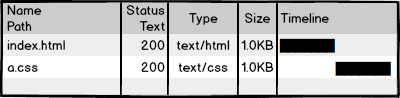 Name Path Status Text Type Size Timeline
index.html 200 text/html 1.0KB
a.css 200 text/css 1.0KB